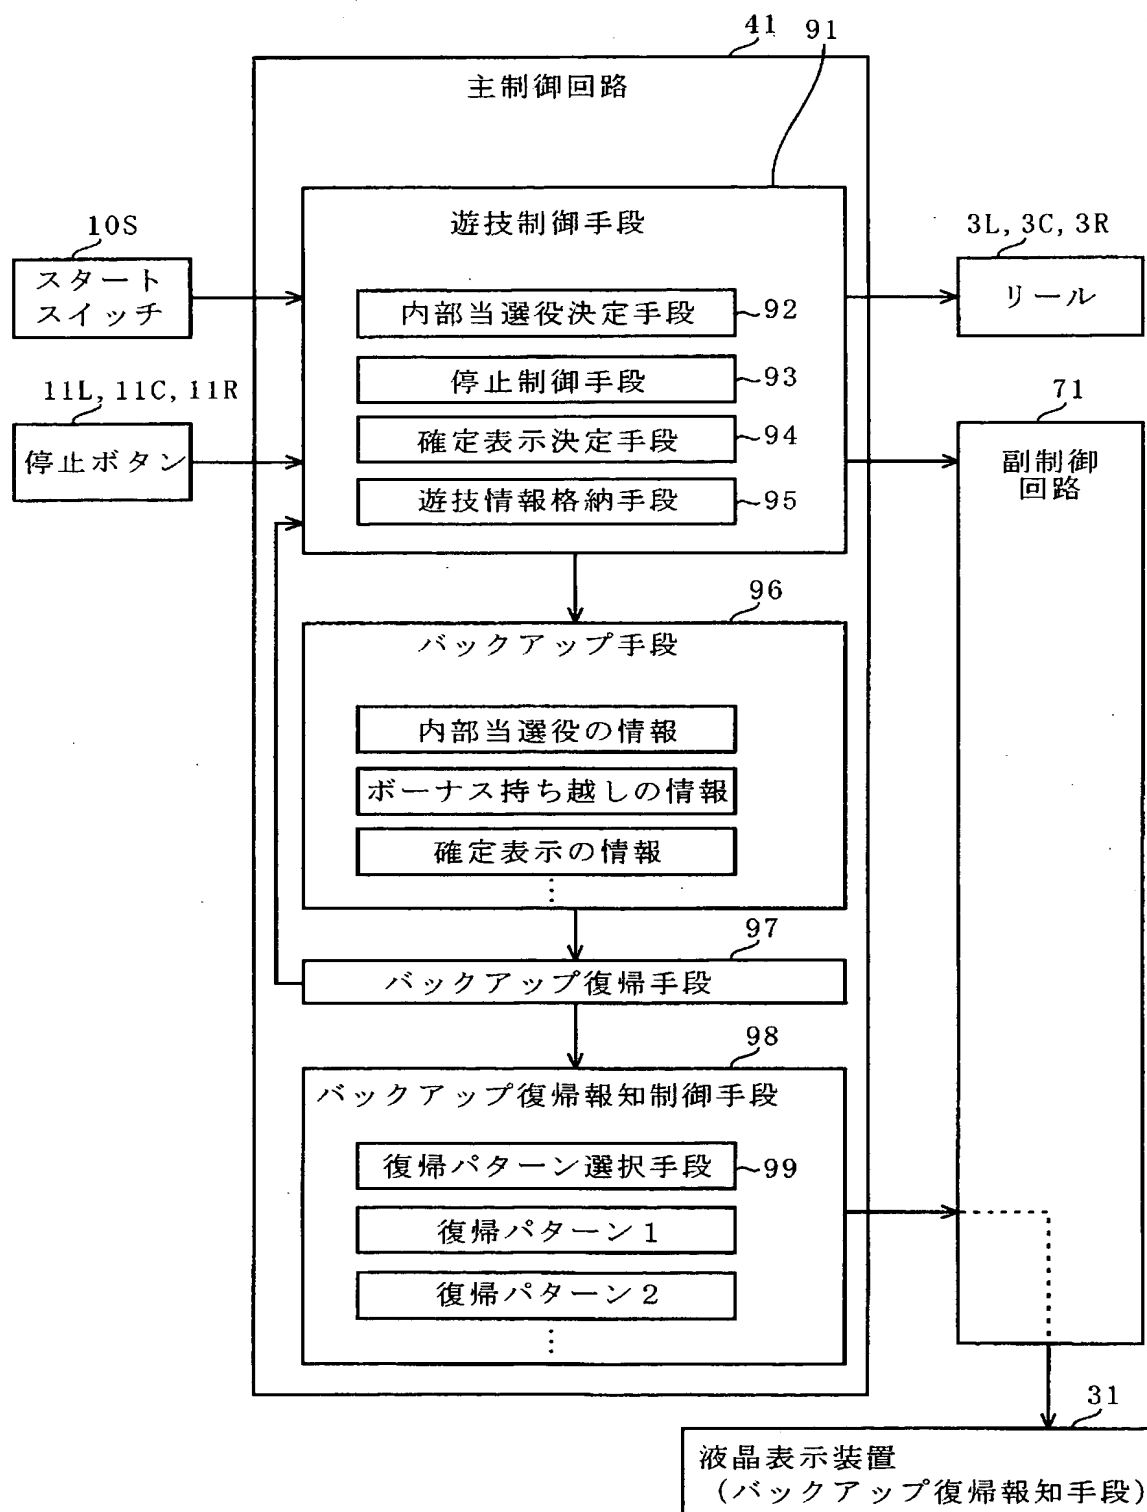 41
91
主制御回路
遊技制御手段
10S
スタート
スイッチ
3L, 3C, 3R
リール
内部当選役決定手段
92
停止制御手段
93
11L, 11C, 11R
停止ボタン
確定表示決定手段
94
71
副制御
回路
遊技情報格納手段
95
96
バックアップ手段
内部当選役の情報
ボーナス持ち越しの情報
確定表示の情報
⋮
97
バックアップ復帰手段
98
バックアップ復帰報知制御手段
復帰パターン選択手段
99
復帰パターン1
復帰パターン2
⋮
31
液晶表示装置
(バックアップ復帰報知手段)